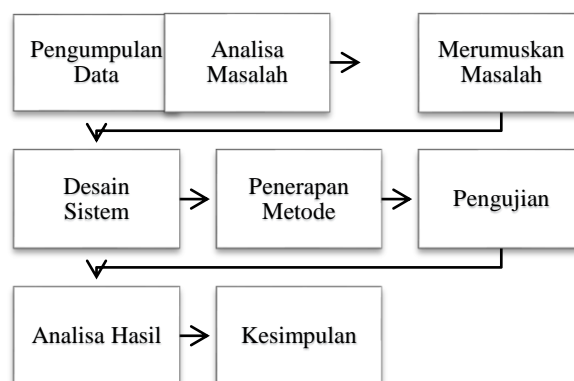 Pengumpulan
Data
Analisa
Masalah
Merumuskan
Masalah
Desain
Sistem
Penerapan
Metode
Pengujian
Analisa Hasil
Kesimpulan